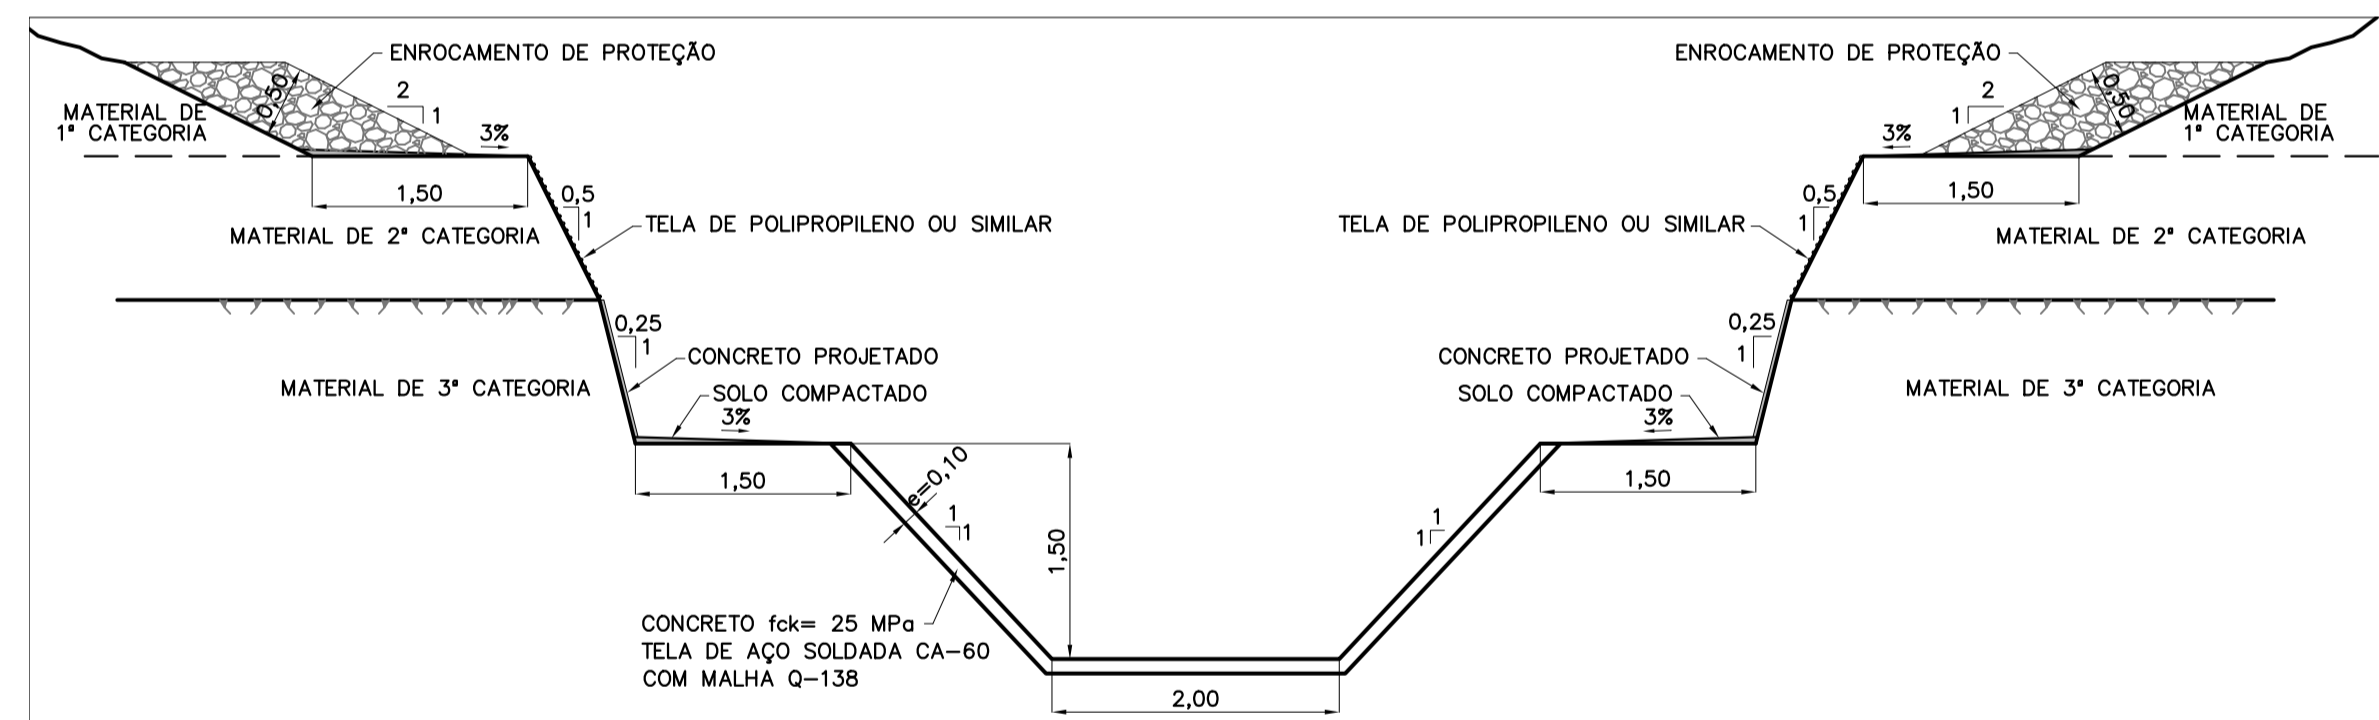 ENROCAMENTO DE PROTEÇÃO
ENROCAMENTO DE PROTEÇÃO
0,50
2
1
MATERIAL DE
1ª CATEGORIA
3%
3%
2
1
0,50
MATERIAL DE
1ª CATEGORIA
1,50
0,5
1
0,5
1
1,50
MATERIAL DE 2ª CATEGORIA
TELA DE POLIPROPILENO OU SIMILAR
TELA DE POLIPROPILENO OU SIMILAR
MATERIAL DE 2ª CATEGORIA
0,25
1
0,25
1
CONCRETO PROJETADO
CONCRETO PROJETADO
MATERIAL DE 3ª CATEGORIA
SOLO COMPACTADO
SOLO COMPACTADO
MATERIAL DE 3ª CATEGORIA
3%
3%
1,50
e=0,10
1
1
1,50
1
1
1,50
CONCRETO fck= 25 MPa
TELA DE AÇO SOLDADA CA-60
COM MALHA Q-138
2,00